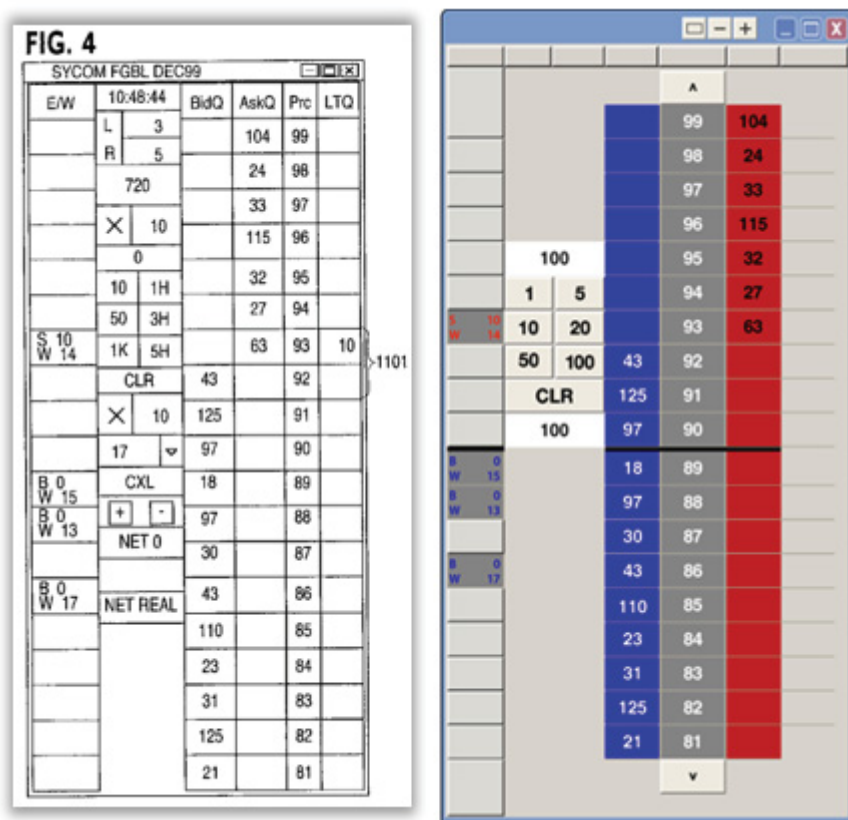 FIG. 4
SYCOM FGBL DEC99
E/W 10:48:44 BidQ AskQ Prc LTQ
L 3 104 99
R 5
720 24 98
33 97
X 10 115 96
0
10 1H 32 95
50 3H 27 94
S 10
W 14 1K 5H 63 93 10
1101
CLR 43 92
X 10 125 91
17 97 90
B 0
W 15 CXL 18 89
B 0
W 13 + - 97 88
NET 0 30 87
B 0
W 17 NET REAL 43 86
110 85
23 84
31 83
125 82
21 81
99 104
98 24
97 33
96 115
100 95 32
1 5 94 27
S 10
W 14 10 20 93 63
50 100 43 92
CLR 125 91
100 97 90
B 0
W 15 18 89
B 0
W 13 97 88
30 87
B 0
W 17 43 86
110 85
23 84
31 83
125 82
21 81